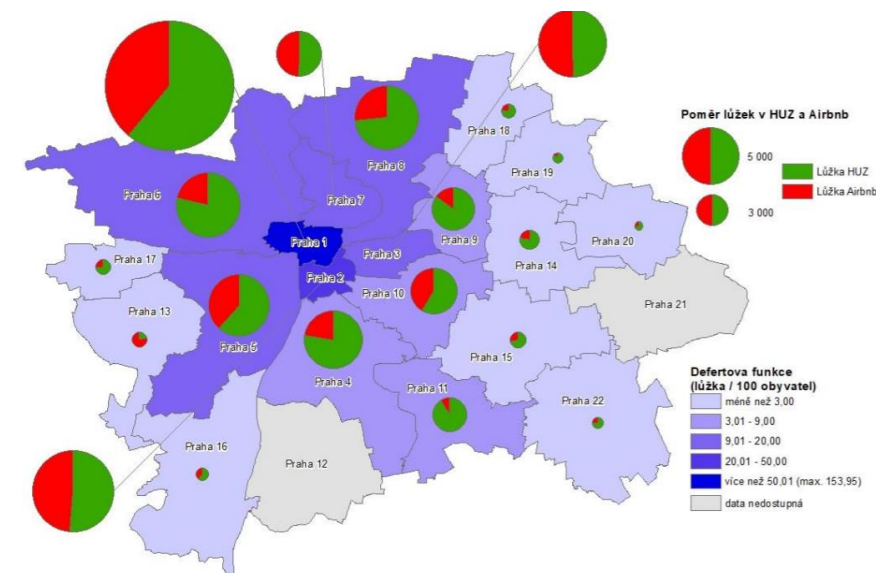 Praha 18
Praha 8
Praha 19
Praha 6
Praha 7
Praha 9
Praha 20
Praha 14
Praha 1
Praha 3
Praha 17
Praha 2
Praha 10
Praha 21
Praha 13
Praha 15
Praha 5
Praha 4
Praha 11
Praha 22
Praha 16
Praha 12
Poměr lůžek v HUZ a Airbnb
5 000
Lůžka HUZ
Lůžka Airbnb
3 000
Defertova funkce
(lůžka / 100 obyvatel)
méně než 3,00
3,01 - 9,00
9,01 - 20,00
20,01 - 50,00
více než 50,01 (max. 153,95)
data nedostupná